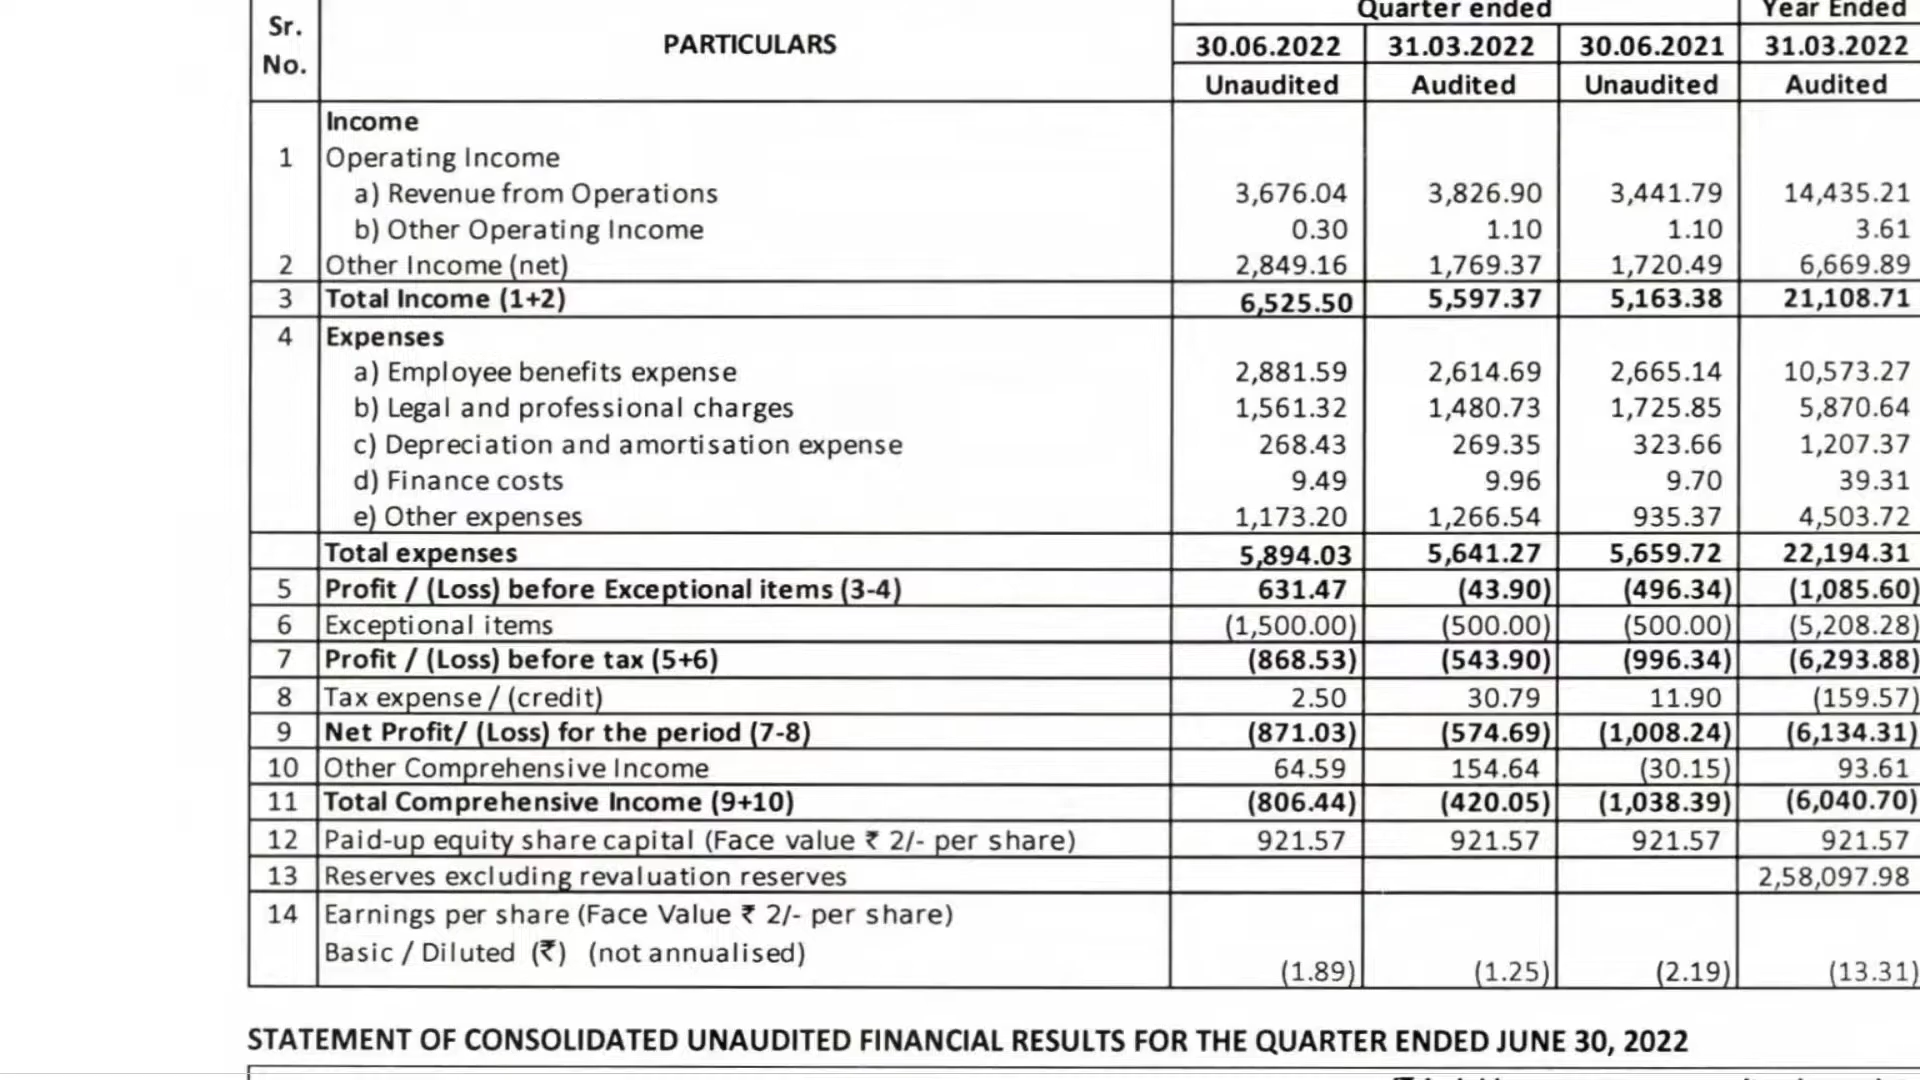 Quarter ended Year Ended
Sr. No. PARTICULARS 30.06.2022 31.03.2022 30.06.2021 31.03.2022
Unaudited Audited Unaudited Audited
Income
1 Operating Income
a) Revenue from Operations 3,676.04 3,826.90 3,441.79 14,435.21
b) Other Operating Income 0.30 1.10 1.10 3.61
2 Other Income (net) 2,849.16 1,769.37 1,720.49 6,669.89
3 Total Income (1+2) 6,525.50 5,597.37 5,163.38 21,108.71
4 Expenses
a) Employee benefits expense 2,881.59 2,614.69 2,665.14 10,573.27
b) Legal and professional charges 1,561.32 1,480.73 1,725.85 5,870.64
c) Depreciation and amortisation expense 268.43 269.35 323.66 1,207.37
d) Finance costs 9.49 9.96 9.70 39.31
e) Other expenses 1,173.20 1,266.54 935.37 4,503.72
Total expenses 5,894.03 5,641.27 5,659.72 22,194.31
5 Profit / (Loss) before Exceptional items (3-4) 631.47 (43.90) (496.34) (1,085.60)
6 Exceptional items (1,500.00) (500.00) (500.00) (5,208.28)
7 Profit / (Loss) before tax (5+6) (868.53) (543.90) (996.34) (6,293.88)
8 Tax expense / (credit) 2.50 30.79 11.90 (159.57)
9 Net Profit/ (Loss) for the period (7-8) (871.03) (574.69) (1,008.24) (6,134.31)
10 Other Comprehensive Income 64.59 154.64 (30.15) 93.61
11 Total Comprehensive Income (9+10) (806.44) (420.05) (1,038.39) (6,040.70)
12 Paid-up equity share capital (Face value ₹ 2/- per share) 921.57 921.57 921.57 921.57
13 Reserves excluding revaluation reserves 2,58,097.98
14 Earnings per share (Face Value ₹ 2/- per share)
Basic / Diluted (₹) (not annualised) (1.89) (1.25) (2.19) (13.31)
STATEMENT OF CONSOLIDATED UNAUDITED FINANCIAL RESULTS FOR THE QUARTER ENDED JUNE 30, 2022